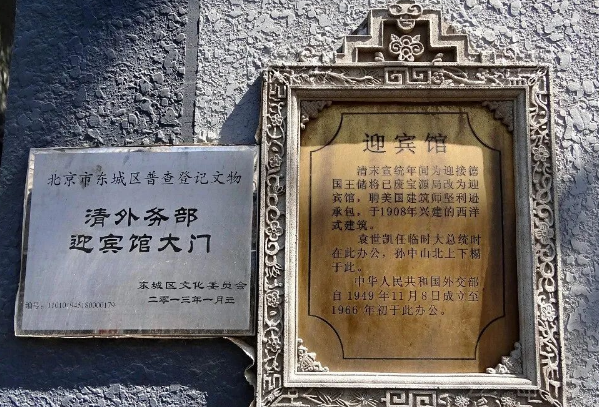 北京市东城区普查登记文物
清外务部
迎宾馆大门
东城区文化委员会
二零一三年一月立
迎宾馆
清末宣统年间为迎接德
国王储将已废宝源局改为迎
宾馆，聘美国建筑师坚利逊
承包，于1908年兴建的西洋
式建筑。
袁世凯任临时大总统时
在此办公，孙中山北上下榻
于此。
中华人民共和国外交部
自1949年11月8日成立至
1966年初于此办公。